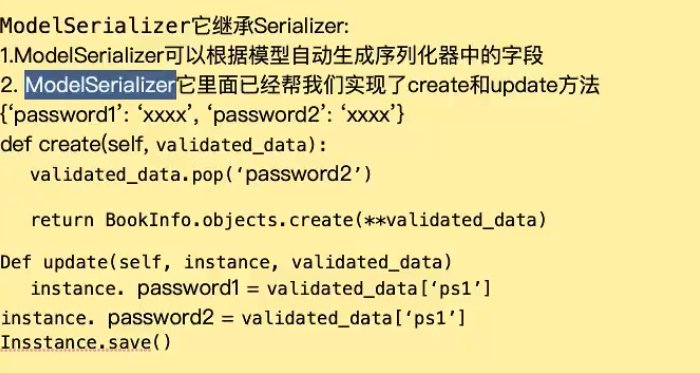 ModelSerializer它继承Serializer:
1.ModelSerializer可以根据模型自动生成序列化器中的字段
2. ModelSerializer它里面已经帮我们实现了create和update方法
{‘password1’: ‘xxxx’, ‘password2’: ‘xxxx’}
def create(self, validated_data):
validated_data.pop(‘password2’)
return BookInfo.objects.create(**validated_data)
Def update(self, instance, validated_data)
instance. password1 = validated_data[‘ps1’]
instance. password2 = validated_data[‘ps1’]
Insstance.save()